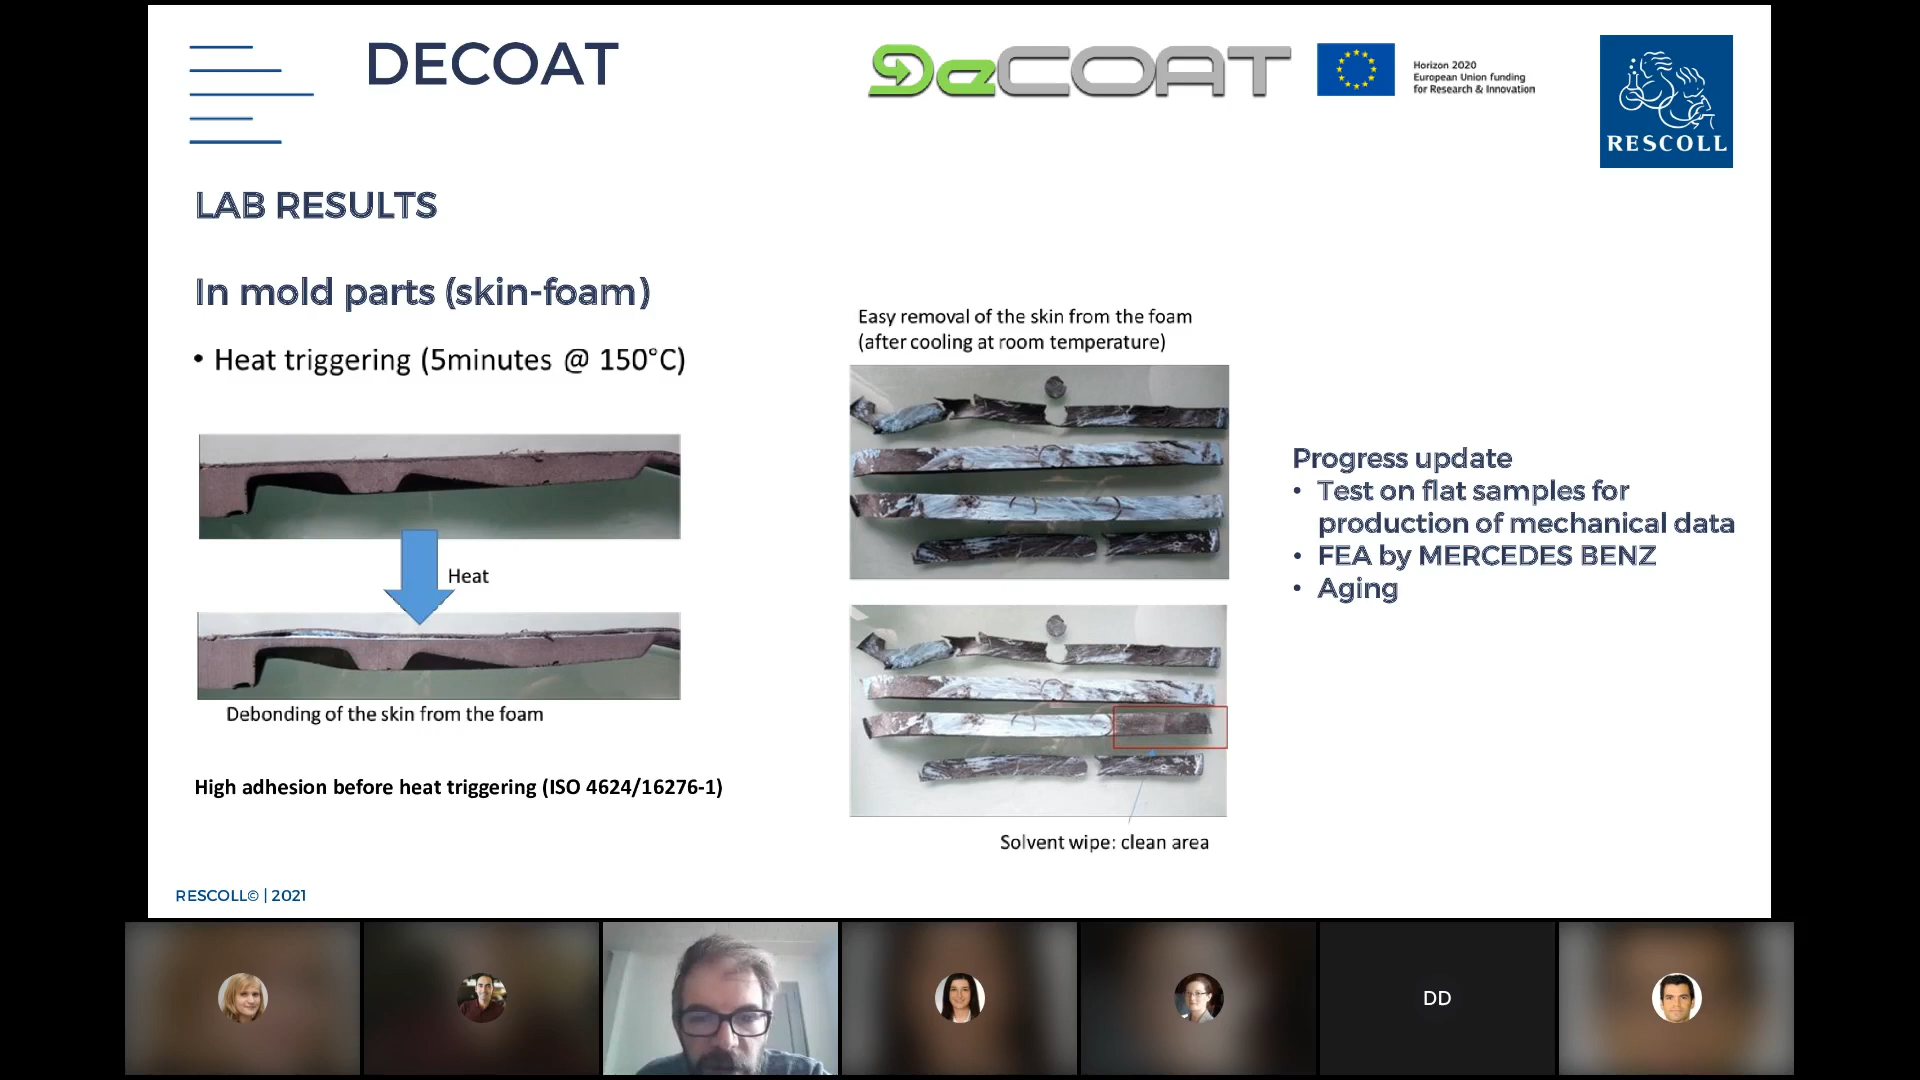 DECOAT
DeCOAT
Horizon 2020
European Union funding
for Research & Innovation
RESCOLL
LAB RESULTS
In mold parts (skin-foam)
• Heat triggering (5minutes @ 150°C)
Heat
Debonding of the skin from the foam
High adhesion before heat triggering (ISO 4624/16276-1)
Easy removal of the skin from the foam
(after cooling at room temperature)
Solvent wipe: clean area
Progress update
• Test on flat samples for
production of mechanical data
• FEA by MERCEDES BENZ
• Aging
RESCOLL© | 2021
DD